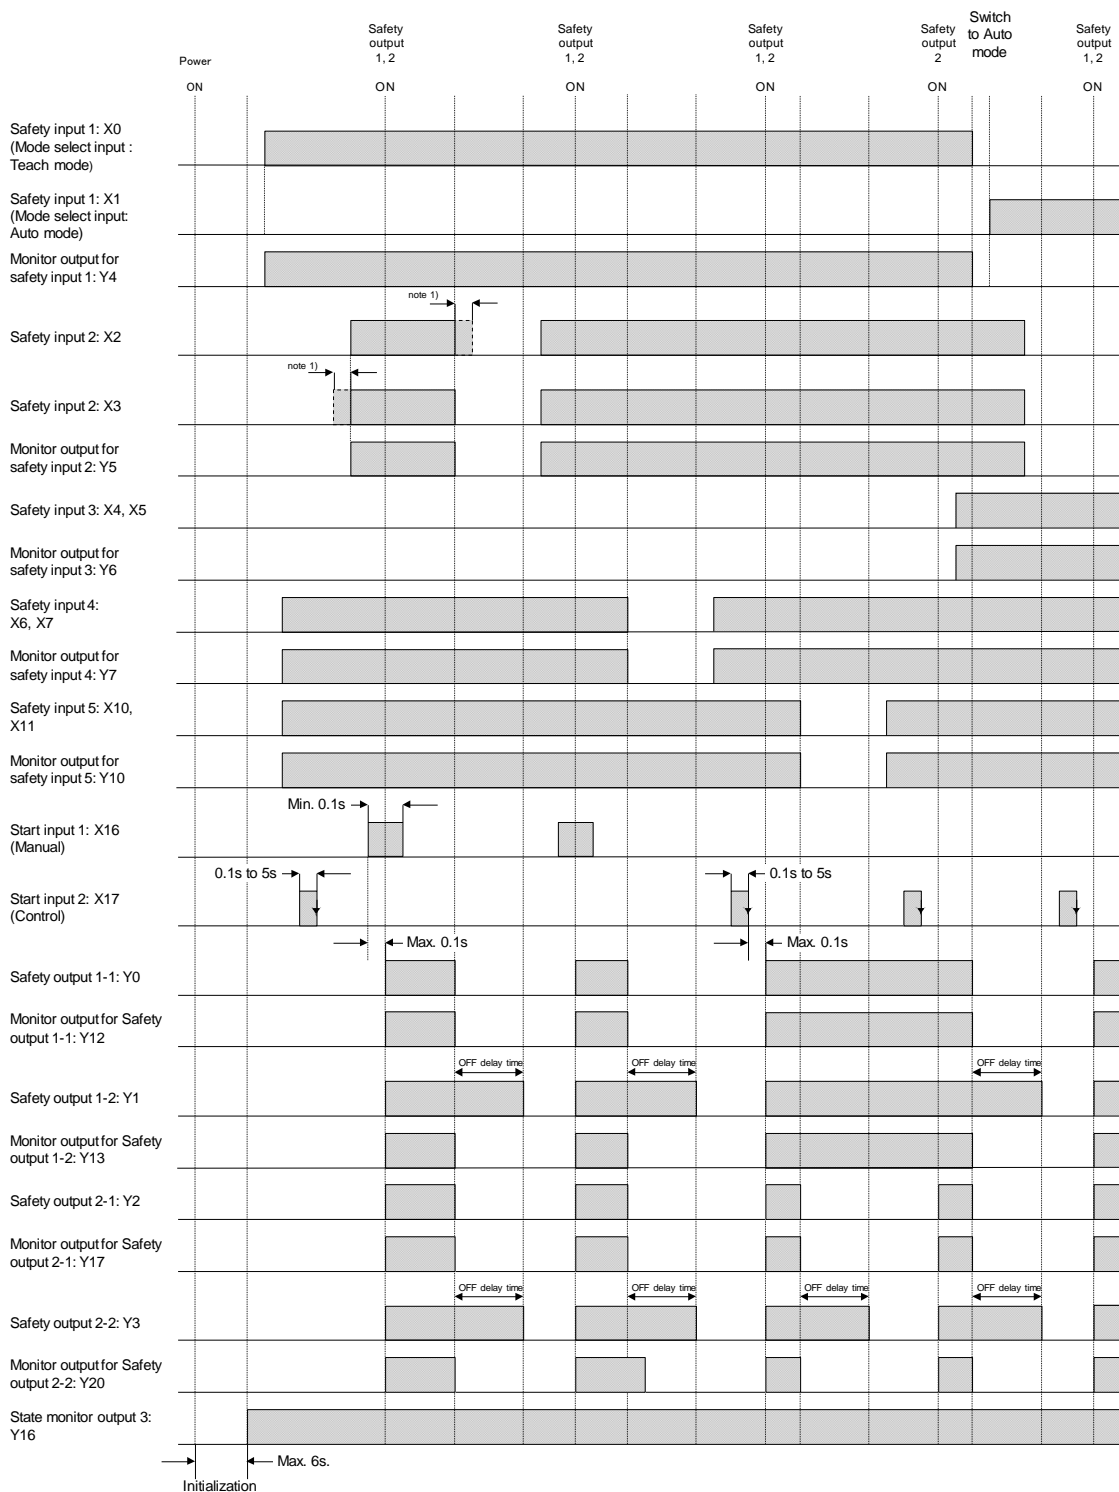 Safety
output
1, 2
Safety
output
1, 2
Safety
output
1, 2
Safety
output
2
Switch
to Auto
mode
Safety
output
1, 2
Power
ON
ON
ON
ON
ON
ON
Safety input 1: X0
(Mode select input :
Teach mode)
Safety input 1: X1
(Mode select input:
Auto mode)
Monitor output for
safety input 1: Y4
note 1)
Safety input 2: X2
note 1)
Safety input 2: X3
Monitor output for
safety input 2: Y5
Safety input 3: X4, X5
Monitor output for
safety input 3: Y6
Safety input 4:
X6, X7
Monitor output for
safety input 4: Y7
Safety input 5: X10,
X11
Monitor output for
safety input 5: Y10
Min. 0.1s
Start input 1: X16
(Manual)
0.1s to 5s
0.1s to 5s
Start input 2: X17
(Control)
Max. 0.1s
Max. 0.1s
Safety output 1-1: Y0
Monitor output for Safety
output 1-1: Y12
OFF delay time
OFF delay time
OFF delay time
Safety output 1-2: Y1
Monitor output for Safety
output 1-2: Y13
Safety output 2-1: Y2
Monitor output for Safety
output 2-1: Y17
OFF delay time
OFF delay time
OFF delay time
OFF delay time
Safety output 2-2: Y3
Monitor output for Safety
output 2-2: Y20
State monitor output 3:
Y16
Max. 6s.
Initialization